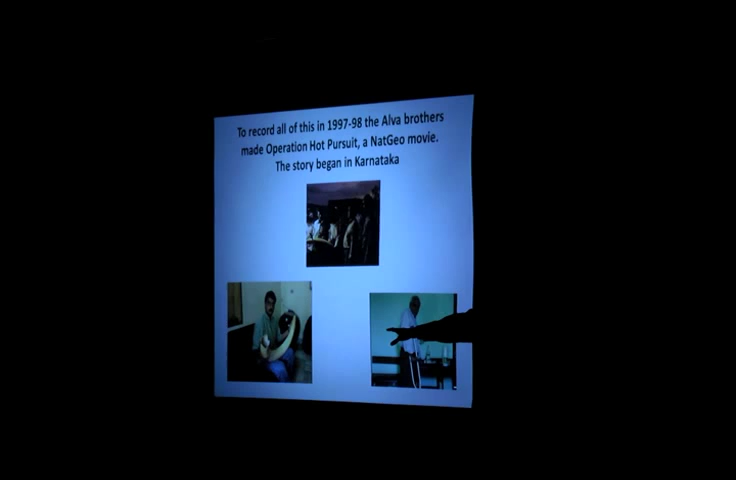 To record all of this in 1997-98 the Alva brothers
made Operation Hot Pursuit, a NatGeo movie.
The story began in Karnataka